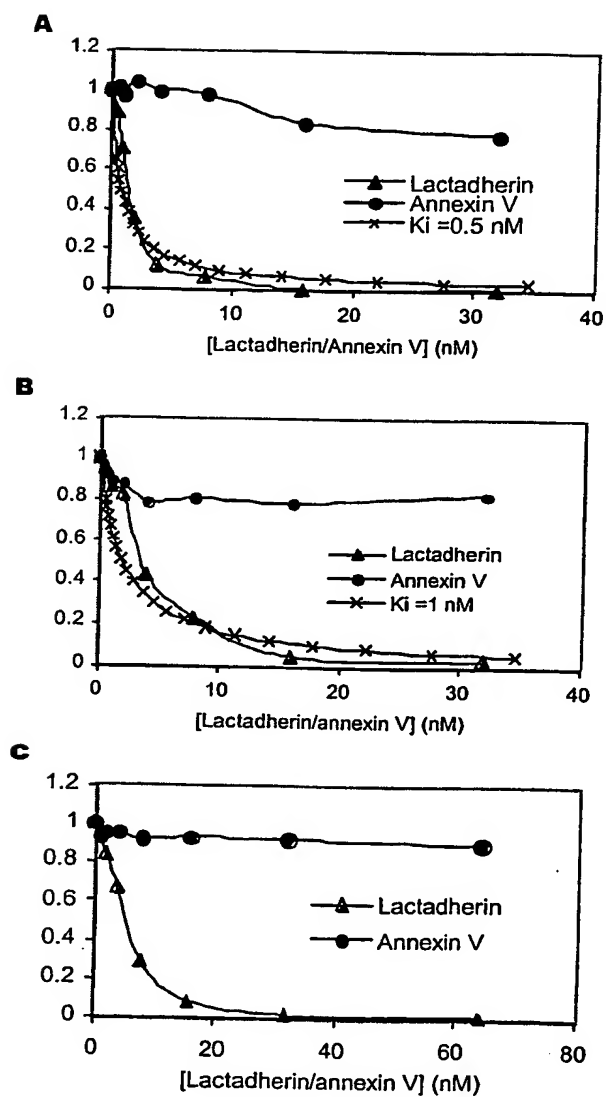 A
1.2
1
0.8
0.6
0.4
0.2
0
Lactadherin
Annexin V
Ki =0.5 nM
0 10 20 30 40
[Lactadherin/Annexin V] (nM)
B
1.2
1
0.8
0.6
0.4
0.2
0
Lactadherin
Annexin V
Ki =1 nM
0 10 20 30 40
[Lactadherin/annexin V] (nM)
C
1.2
1
0.8
0.6
0.4
0.2
0
Lactadherin
Annexin V
0 20 40 60 80
[Lactadherin/annexin V] (nM)